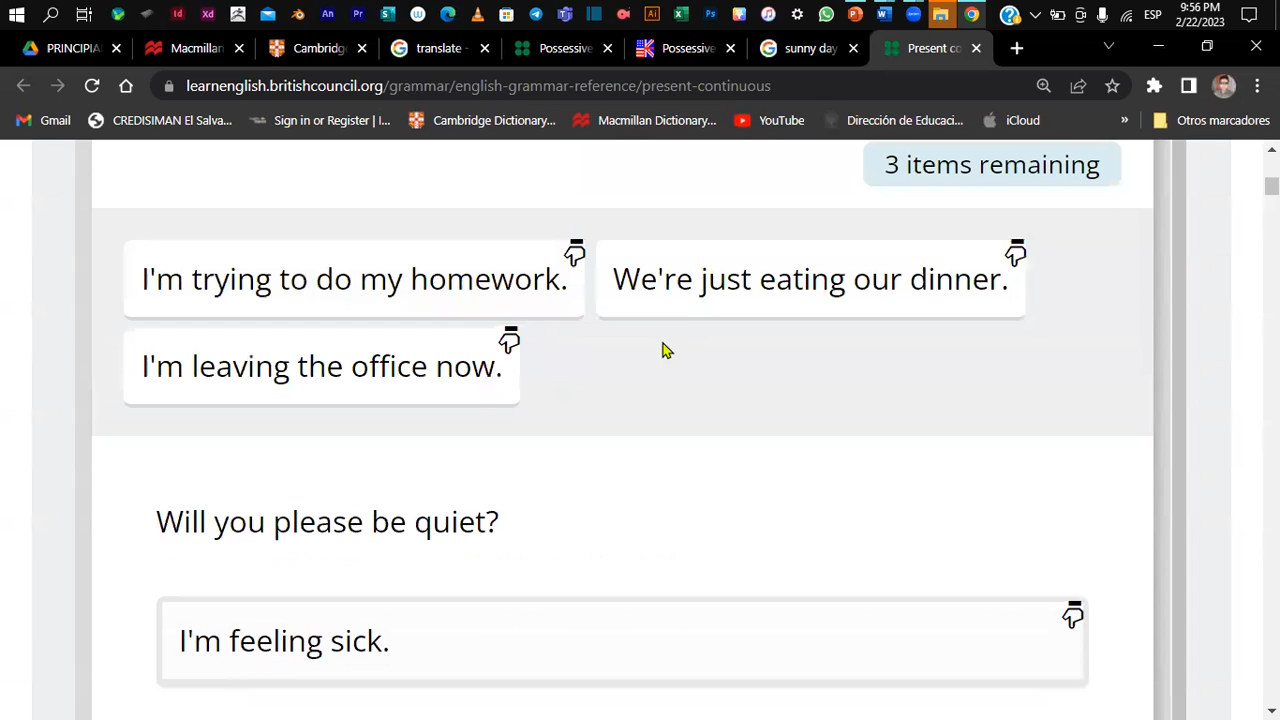 9:56 PM
ESP
2/22/2023
PRINCIPIA
Macmillan
Cambridge
translate -
Possessive
Possessive
sunny day
Present co
learnenglish.britishcouncil.org/grammar/english-grammar-reference/present-continuous
Gmail
CREDISIMAN El Salva...
Sign in or Register | I...
Cambridge Dictionary...
Macmillan Dictionary...
YouTube
Dirección de Educaci...
iCloud
»
Otros marcadores
3 items remaining
I'm trying to do my homework.
We're just eating our dinner.
I'm leaving the office now.
Will you please be quiet?
I'm feeling sick.